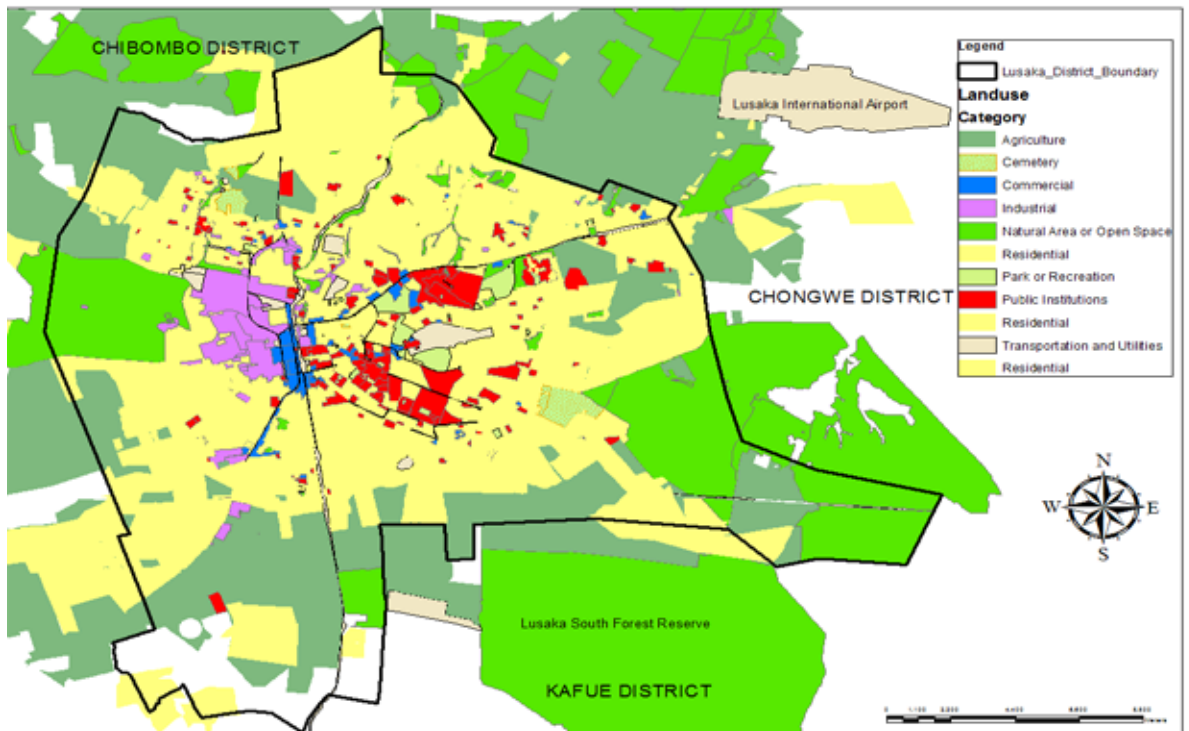 CHIBOMBO DISTRICT
Lusaka International Airport
Legend
Lusaka_District_Boundary
Landuse
Category
Agriculture
Cemetery
Commercial
Industrial
Natural Area or Open Space
Residential
Park or Recreation
Public Institutions
Residential
Transportation and Utilities
Residential
CHONGWE DISTRICT
N
W E
S
Lusaka South Forest Reserve
KAFUE DISTRICT
0